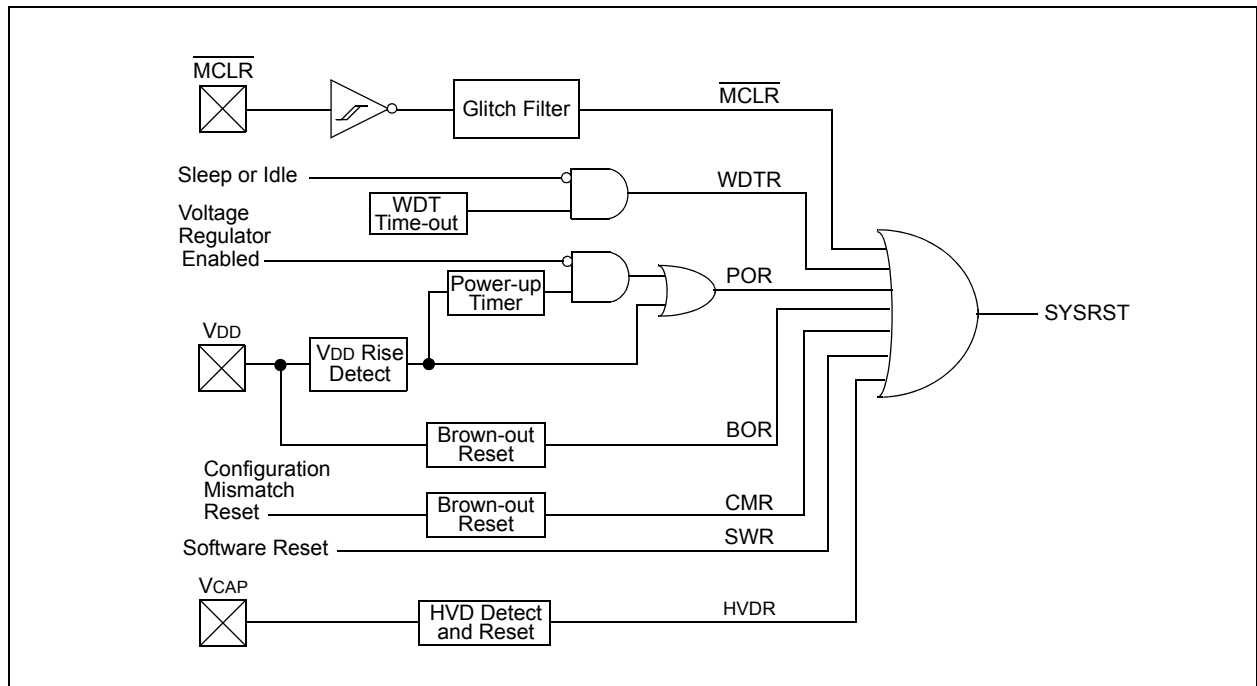 MCLR
Glitch Filter
MCLR
Sleep or Idle
WDT
Time-out
WDTR
Voltage
Regulator
Enabled
Power-up
Timer
POR
SYSRST
VDD
VDD Rise
Detect
Brown-out
Reset
BOR
Configuration
Mismatch
Reset
Brown-out
Reset
CMR
Software Reset
SWR
VCAP
HVD Detect
and Reset
HVDR